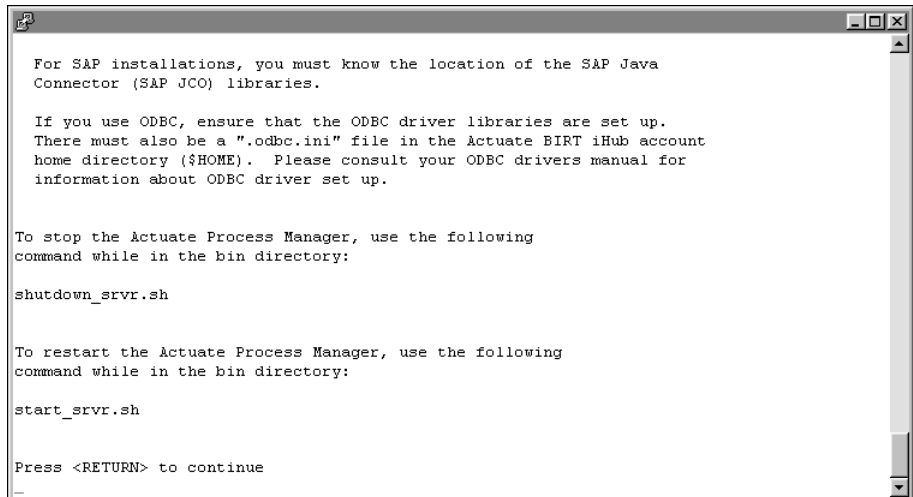 For SAP installations, you must know the location of the SAP Java
Connector (SAP JCO) libraries.
If you use ODBC, ensure that the ODBC driver libraries are set up.
There must also be a ".odbc.ini" file in the Actuate BIRT iHub account
home directory ($HOME).  Please consult your ODBC drivers manual for
information about ODBC driver set up.
To stop the Actuate Process Manager, use the following
command while in the bin directory:
shutdown_srvr.sh
To restart the Actuate Process Manager, use the following
command while in the bin directory:
start_srvr.sh
Press <RETURN> to continue
_